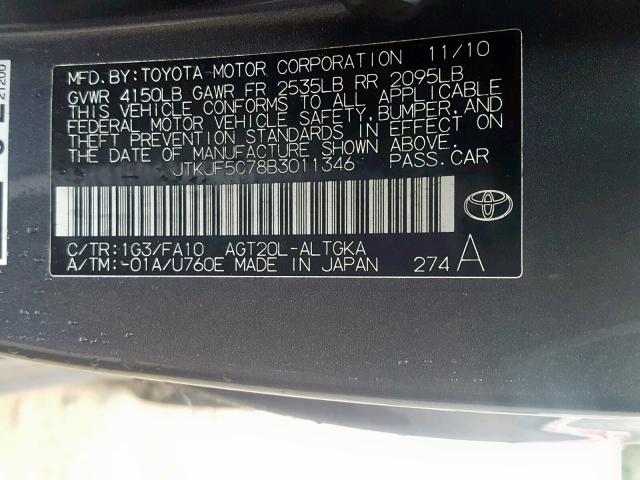 MFD. BY: TOYOTA MOTOR CORPORATION 11/10
GVWR 4150LB GAWR FR 2535LB RR 2095LB
THIS VEHICLE CONFORMS TO ALL APPLICABLE
FEDERAL MOTOR VEHICLE SAFETY, BUMPER, AND
THEFT PREVENTION STANDARDS IN EFFECT ON
THE DATE OF MANUFACTURE SHOWN ABOVE.
JTKJF5C78B3011346 PASS. CAR
C/TR: 1G3/FA10 AGT20L-ALTGKA
A/TM: -01A/U760E MADE IN JAPAN 274 A
21200